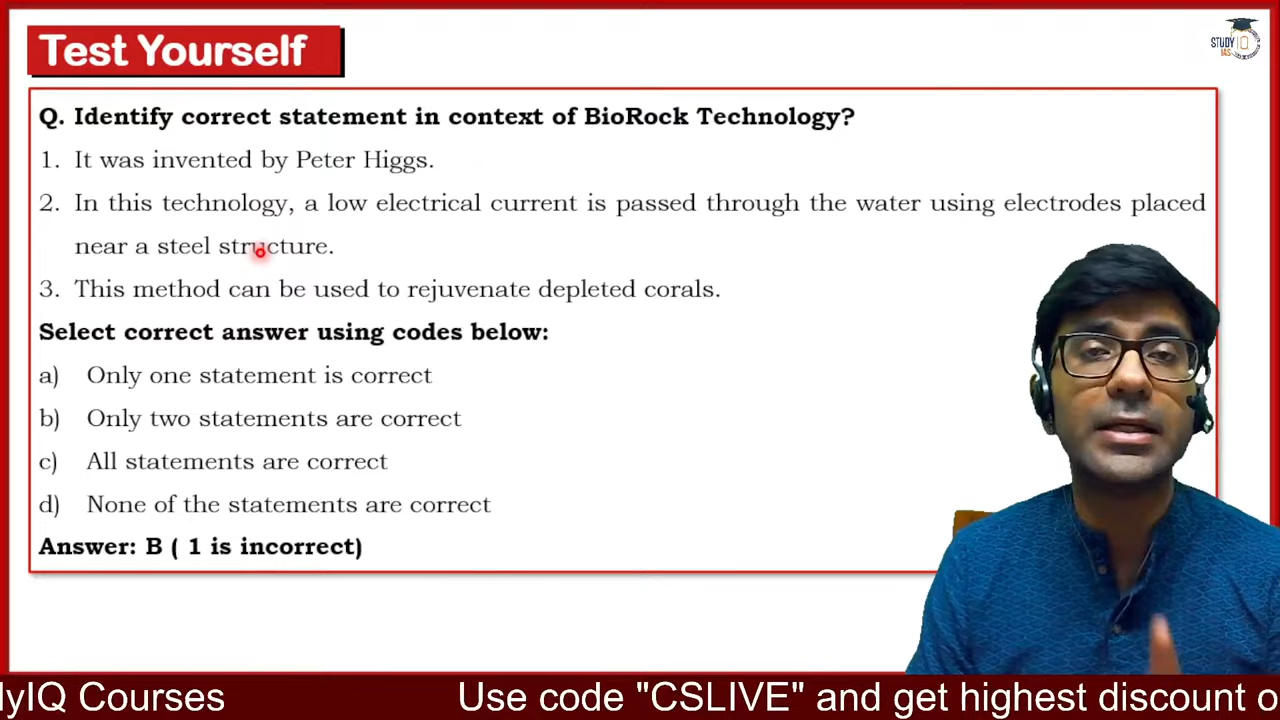 Test Yourself
STUDY IQ
IAS
Q. Identify correct statement in context of BioRock Technology?
1. It was invented by Peter Higgs.
2. In this technology, a low electrical current is passed through the water using electrodes placed
near a steel structure.
3. This method can be used to rejuvenate depleted corals.
Select correct answer using codes below:
a) Only one statement is correct
b) Only two statements are correct
c) All statements are correct
d) None of the statements are correct
Answer: B ( 1 is incorrect)
lyIQ Courses Use code "CSLIVE" and get highest discount o